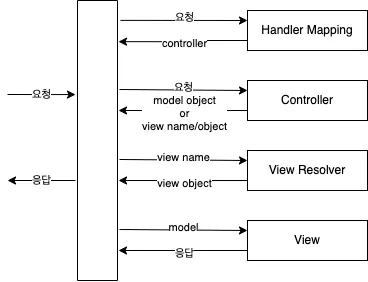 요청
controller
Handler Mapping
요청
요청
model object
or
view name/object
Controller
view name
view object
View Resolver
응답
model
응답
View